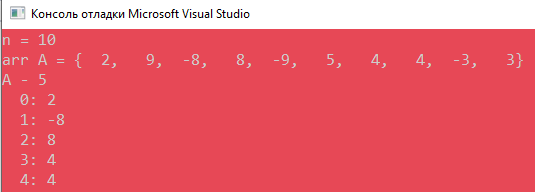 Консоль отладки Microsoft Visual Studio
n = 10
arr A = {  2,   9,  -8,   8,  -9,   5,   4,   4,  -3,   3}
A - 5
  0: 2
  1: -8
  2: 8
  3: 4
  4: 4